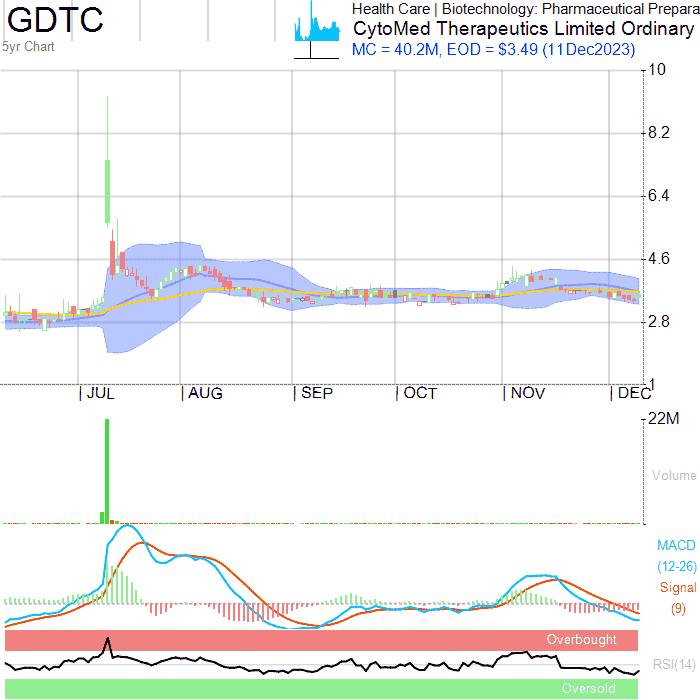 GDTC
5yr Chart
Health Care | Biotechnology: Pharmaceutical Prepara
CytoMed Therapeutics Limited Ordinary
MC = 40.2M, EOD = $3.49 (11Dec2023)
10
8.2
6.4
4.6
2.8
1
JUL AUG SEP OCT NOV DEC
22M
Volume
MACD
(12-26)
Signal
(9)
Overbought
RSI(14)
Oversold